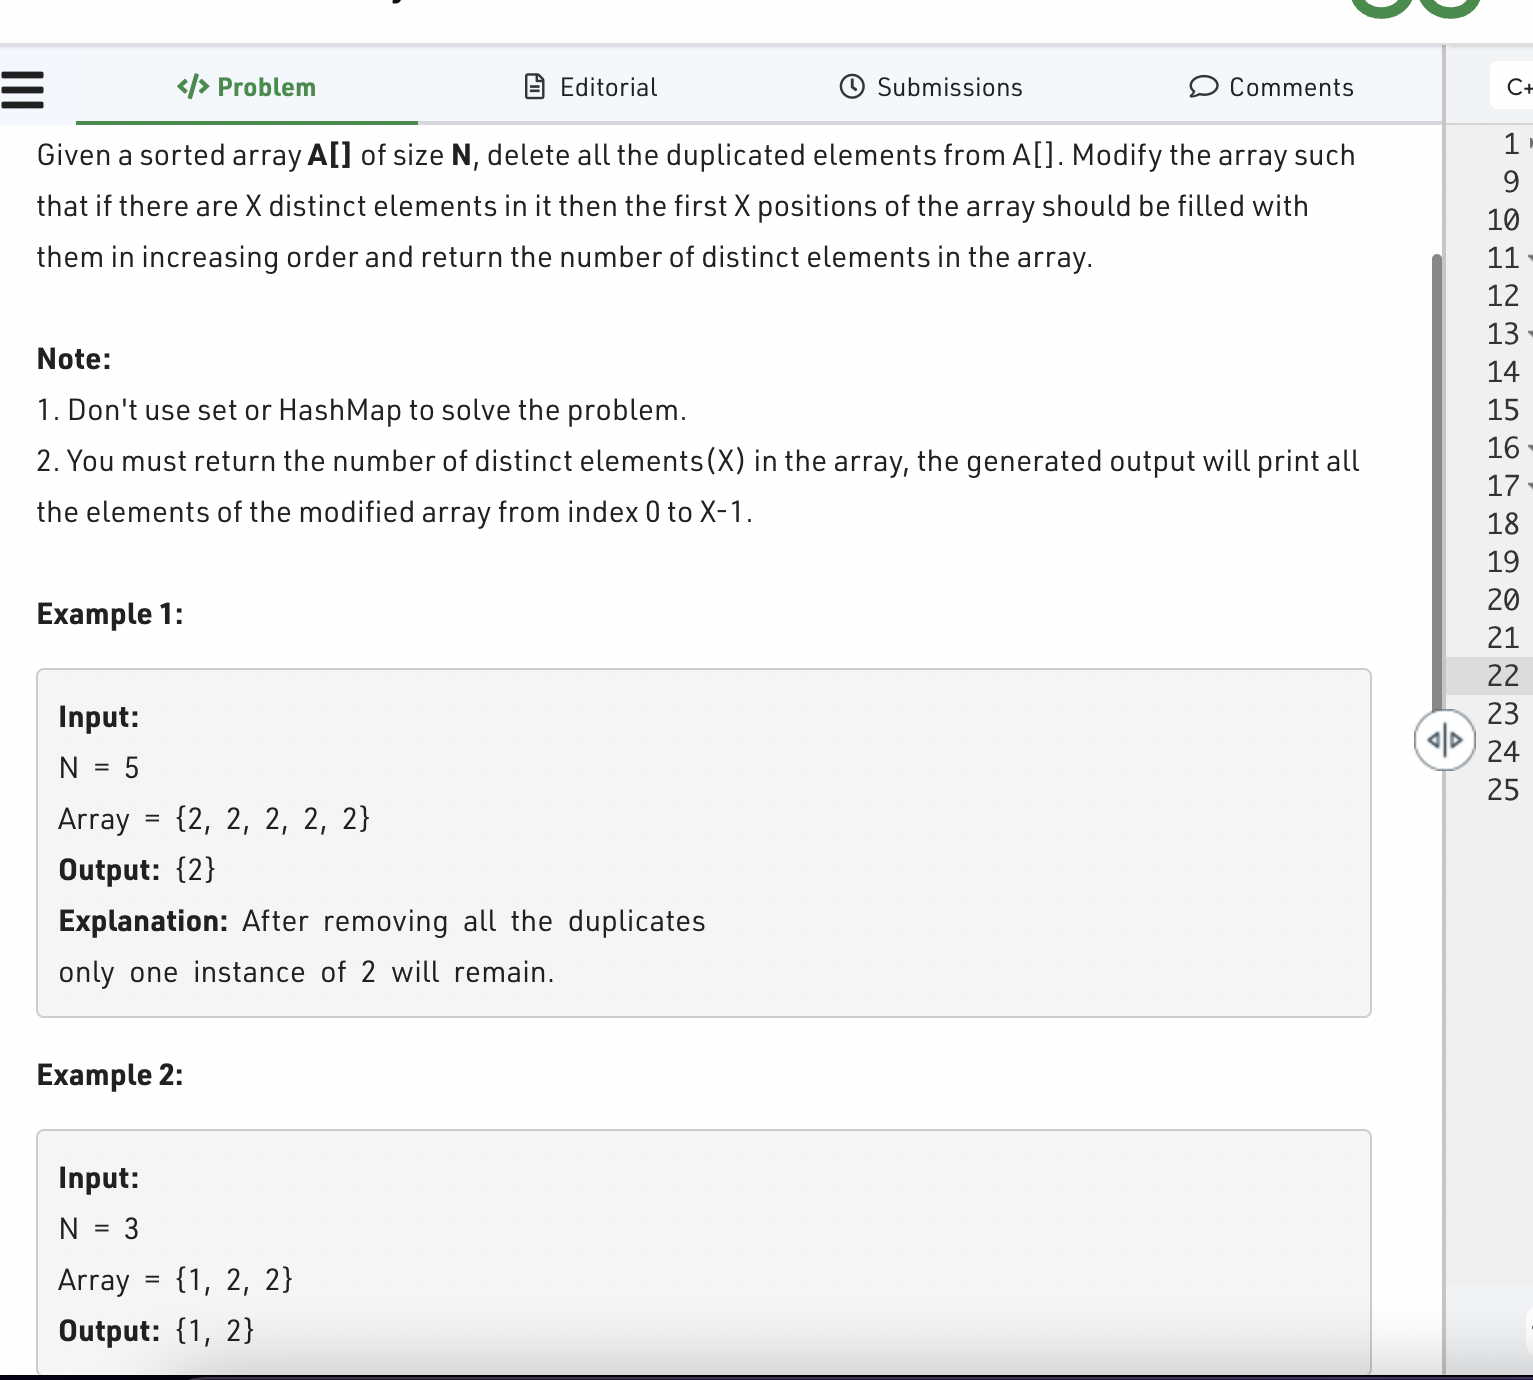 Problem
Editorial
Submissions
Comments
C+
Given a sorted array A[] of size N, delete all the duplicated elements from A[]. Modify the array such
that if there are X distinct elements in it then the first X positions of the array should be filled with
them in increasing order and return the number of distinct elements in the array.
Note:
1. Don't use set or HashMap to solve the problem.
2. You must return the number of distinct elements(X) in the array, the generated output will print all
the elements of the modified array from index 0 to X-1.
Example 1:
Input:
N = 5
Array = {2, 2, 2, 2, 2}
Output: {2}
Explanation: After removing all the duplicates
only one instance of 2 will remain.
Example 2:
Input:
N = 3
Array = {1, 2, 2}
Output: {1, 2}
1
9
10
11
12
13
14
15
16
17
18
19
20
21
22
23
24
25